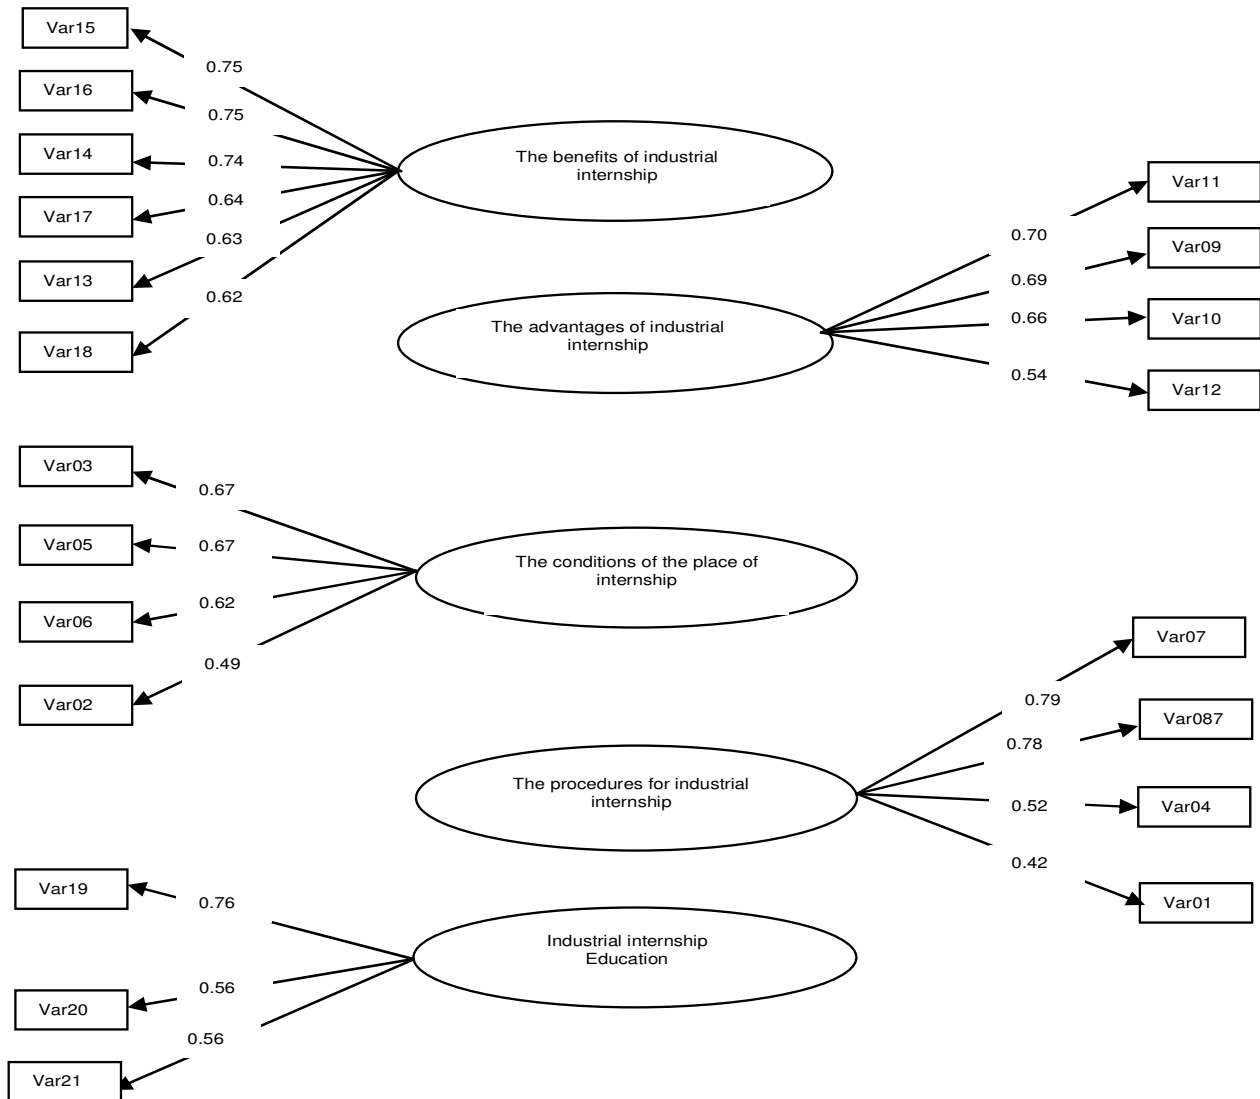 Var15
0.75
Var16
0.75
Var14
0.74
Var17
0.64
Var13
0.63
Var18
0.62
The benefits of industrial
internship
Var11
0.70
Var09
0.69
Var10
0.66
Var12
0.54
The advantages of industrial
internship
Var03
0.67
Var05
0.67
Var06
0.62
Var02
0.49
The conditions of the place of
internship
Var07
0.79
Var087
0.78
Var04
0.52
Var01
0.42
The procedures for industrial
internship
Var19
0.76
Var20
0.56
Var21
0.56
Industrial internship
Education